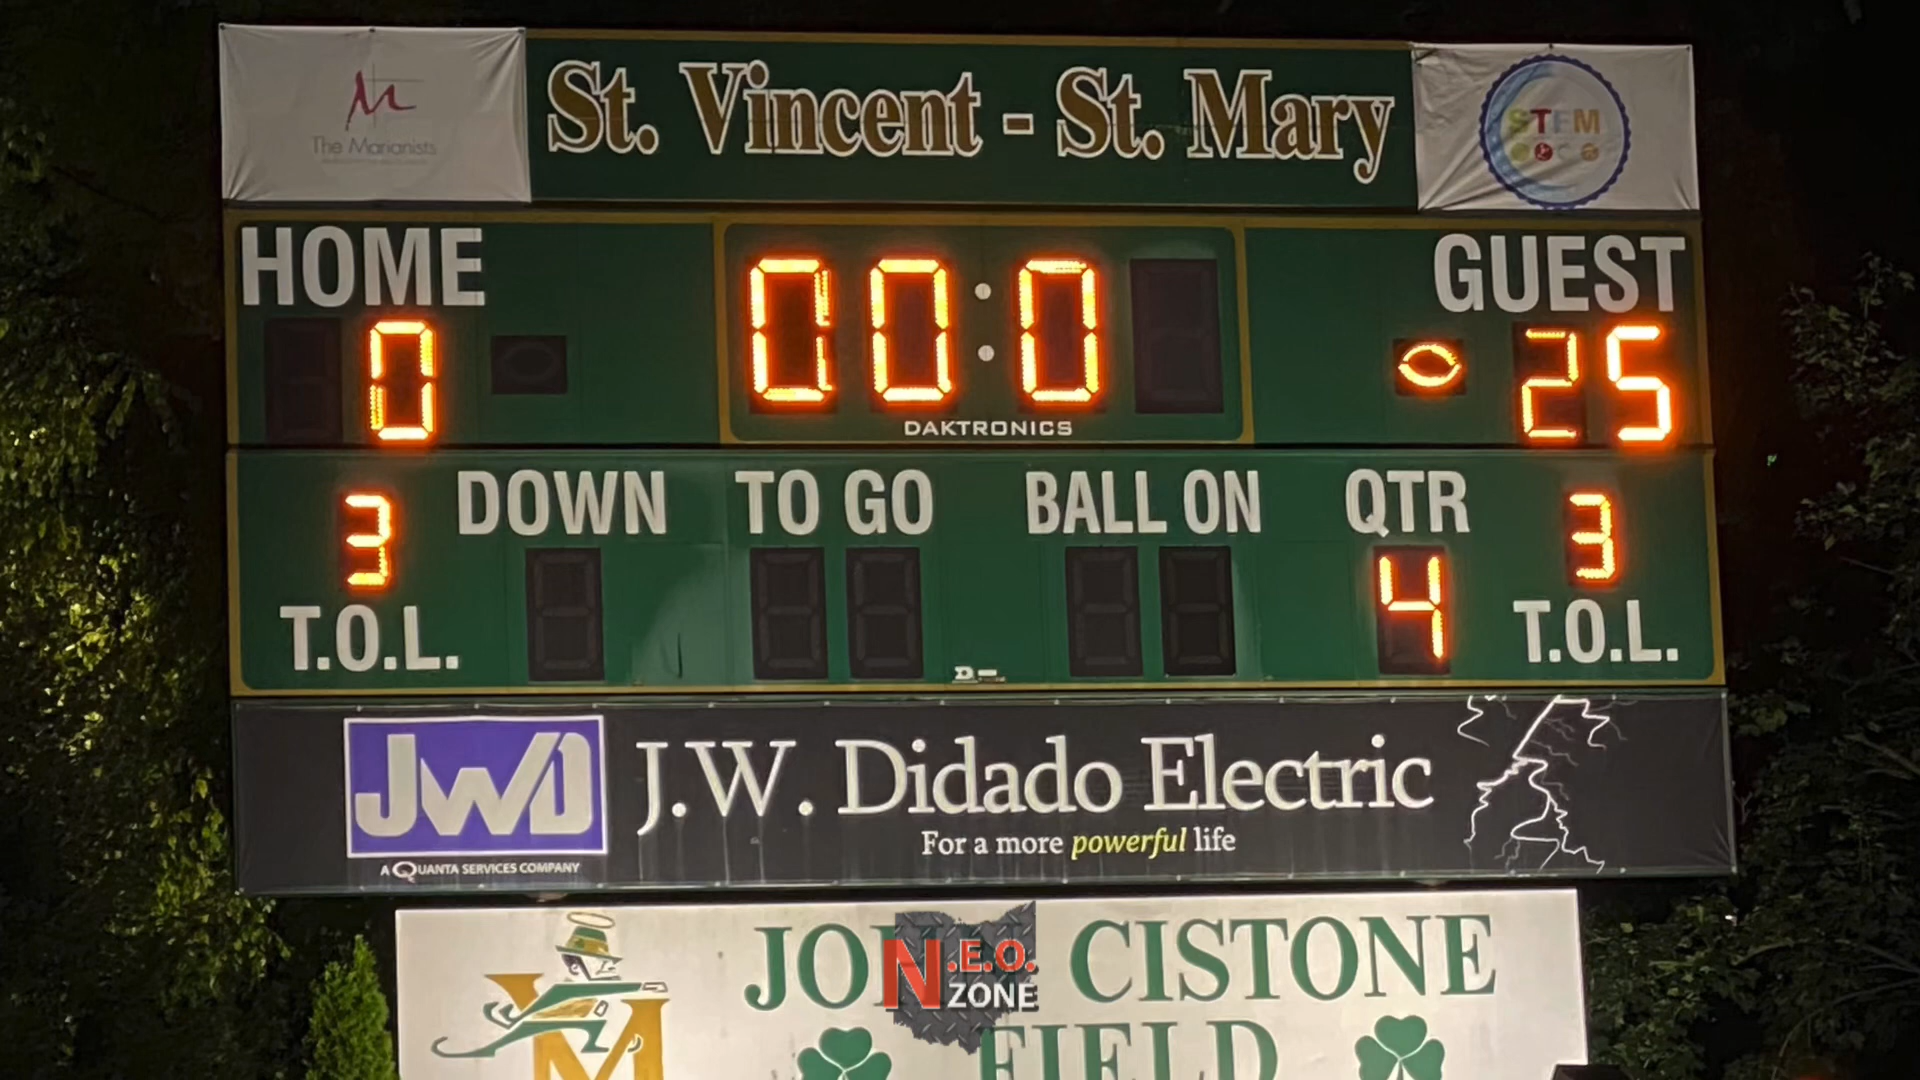 The Marianists
St. Vincent - St. Mary
STEM
HOME
00:0
GUEST
0
25
DAKTRONICS
3
DOWN
TO GO
BALL ON
QTR
3
4
T.O.L.
T.O.L.
JWD
J.W. Didado Electric
For a more powerful life
A QUANTA SERVICES COMPANY
CISTONE
N.E.O.
ZONE
FIELD